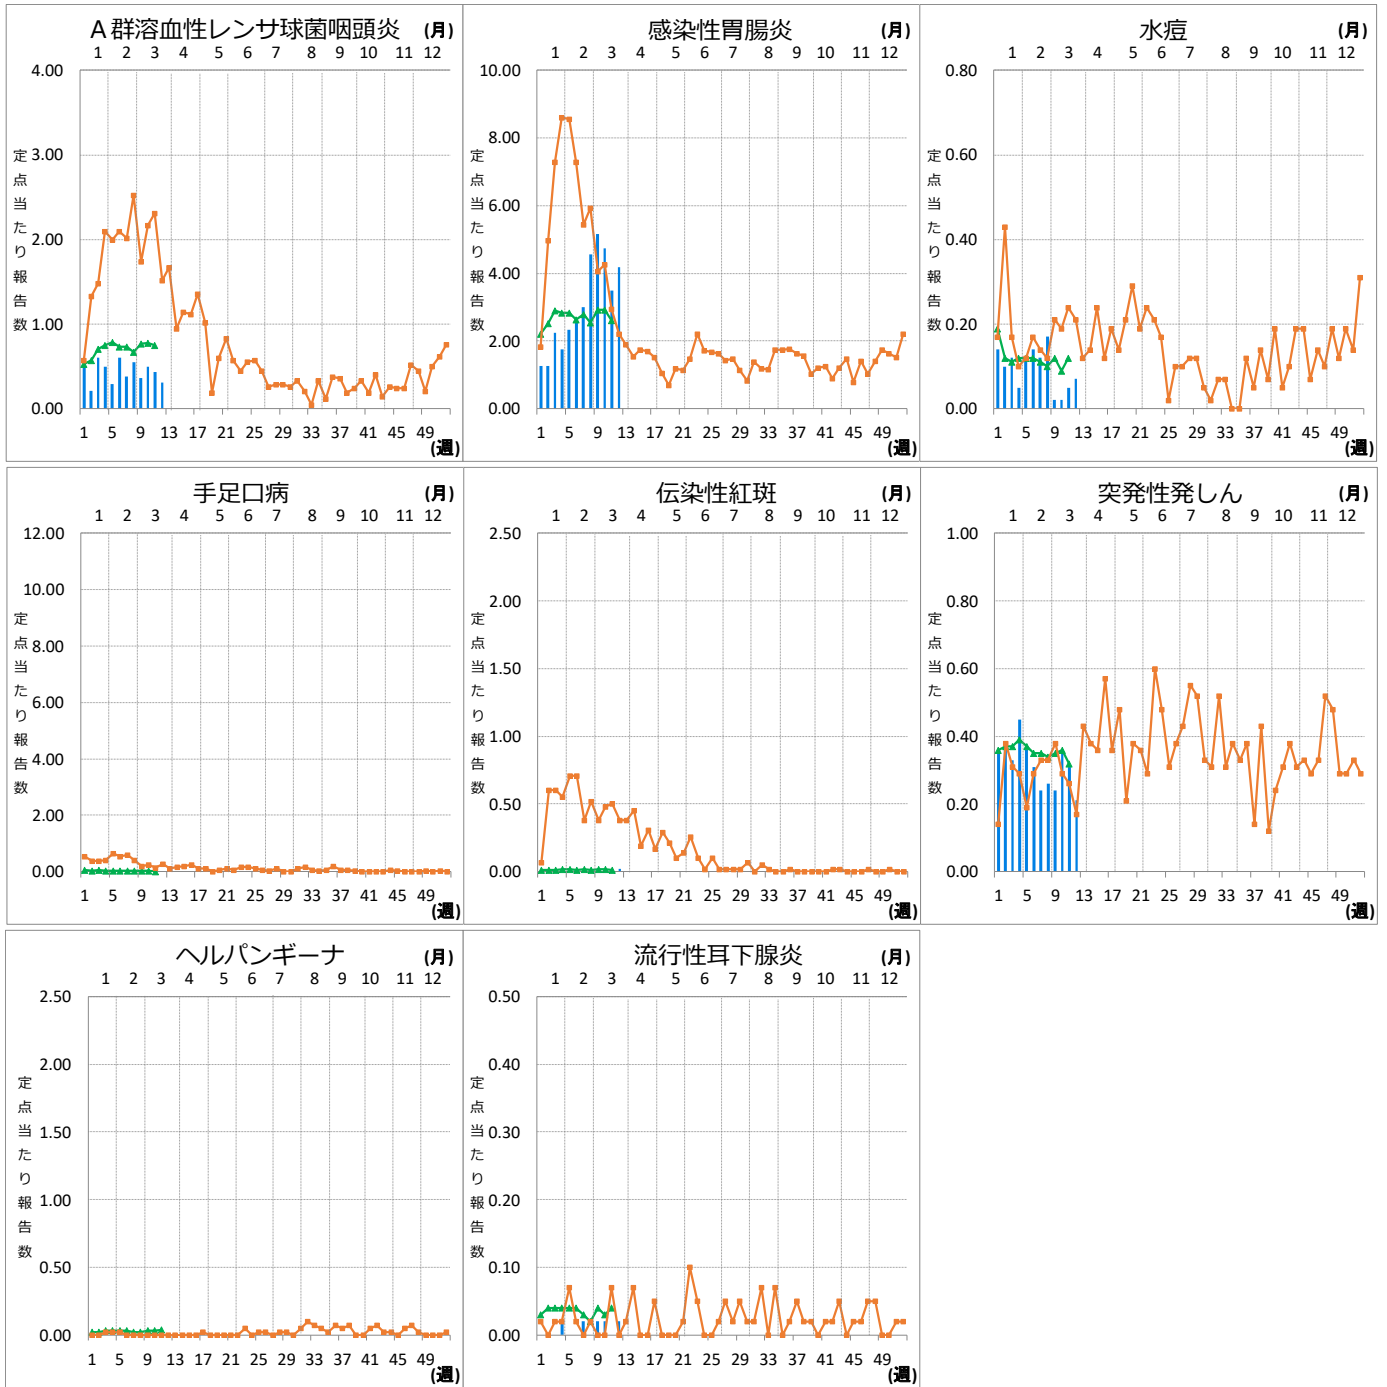 A群溶血性レンサ球菌咽頭炎 (月)
1 2 3 4 5 6 7 8 9 10 11 12
4.00
3.00
2.00
1.00
0.00
定点当たり報告数
1 5 9 13 17 21 25 29 33 37 41 45 49
(週)
感染性胃腸炎 (月)
1 2 3 4 5 6 7 8 9 10 11 12
10.00
8.00
6.00
4.00
2.00
0.00
定点当たり報告数
1 5 9 13 17 21 25 29 33 37 41 45 49
(週)
水痘 (月)
1 2 3 4 5 6 7 8 9 10 11 12
0.80
0.60
0.40
0.20
0.00
定点当たり報告数
1 5 9 13 17 21 25 29 33 37 41 45 49
(週)
手足口病 (月)
1 2 3 4 5 6 7 8 9 10 11 12
12.00
10.00
8.00
6.00
4.00
2.00
0.00
定点当たり報告数
1 5 9 13 17 21 25 29 33 37 41 45 49
(週)
伝染性紅斑 (月)
1 2 3 4 5 6 7 8 9 10 11 12
2.50
2.00
1.50
1.00
0.50
0.00
定点当たり報告数
1 5 9 13 17 21 25 29 33 37 41 45 49
(週)
突発性発しん (月)
1 2 3 4 5 6 7 8 9 10 11 12
1.00
0.80
0.60
0.40
0.20
0.00
定点当たり報告数
1 5 9 13 17 21 25 29 33 37 41 45 49
(週)
ヘルパンギーナ (月)
1 2 3 4 5 6 7 8 9 10 11 12
2.50
2.00
1.50
1.00
0.50
0.00
定点当たり報告数
1 5 9 13 17 21 25 29 33 37 41 45 49
(週)
流行性耳下腺炎 (月)
1 2 3 4 5 6 7 8 9 10 11 12
0.50
0.40
0.30
0.20
0.10
0.00
定点当たり報告数
1 5 9 13 17 21 25 29 33 37 41 45 49
(週)